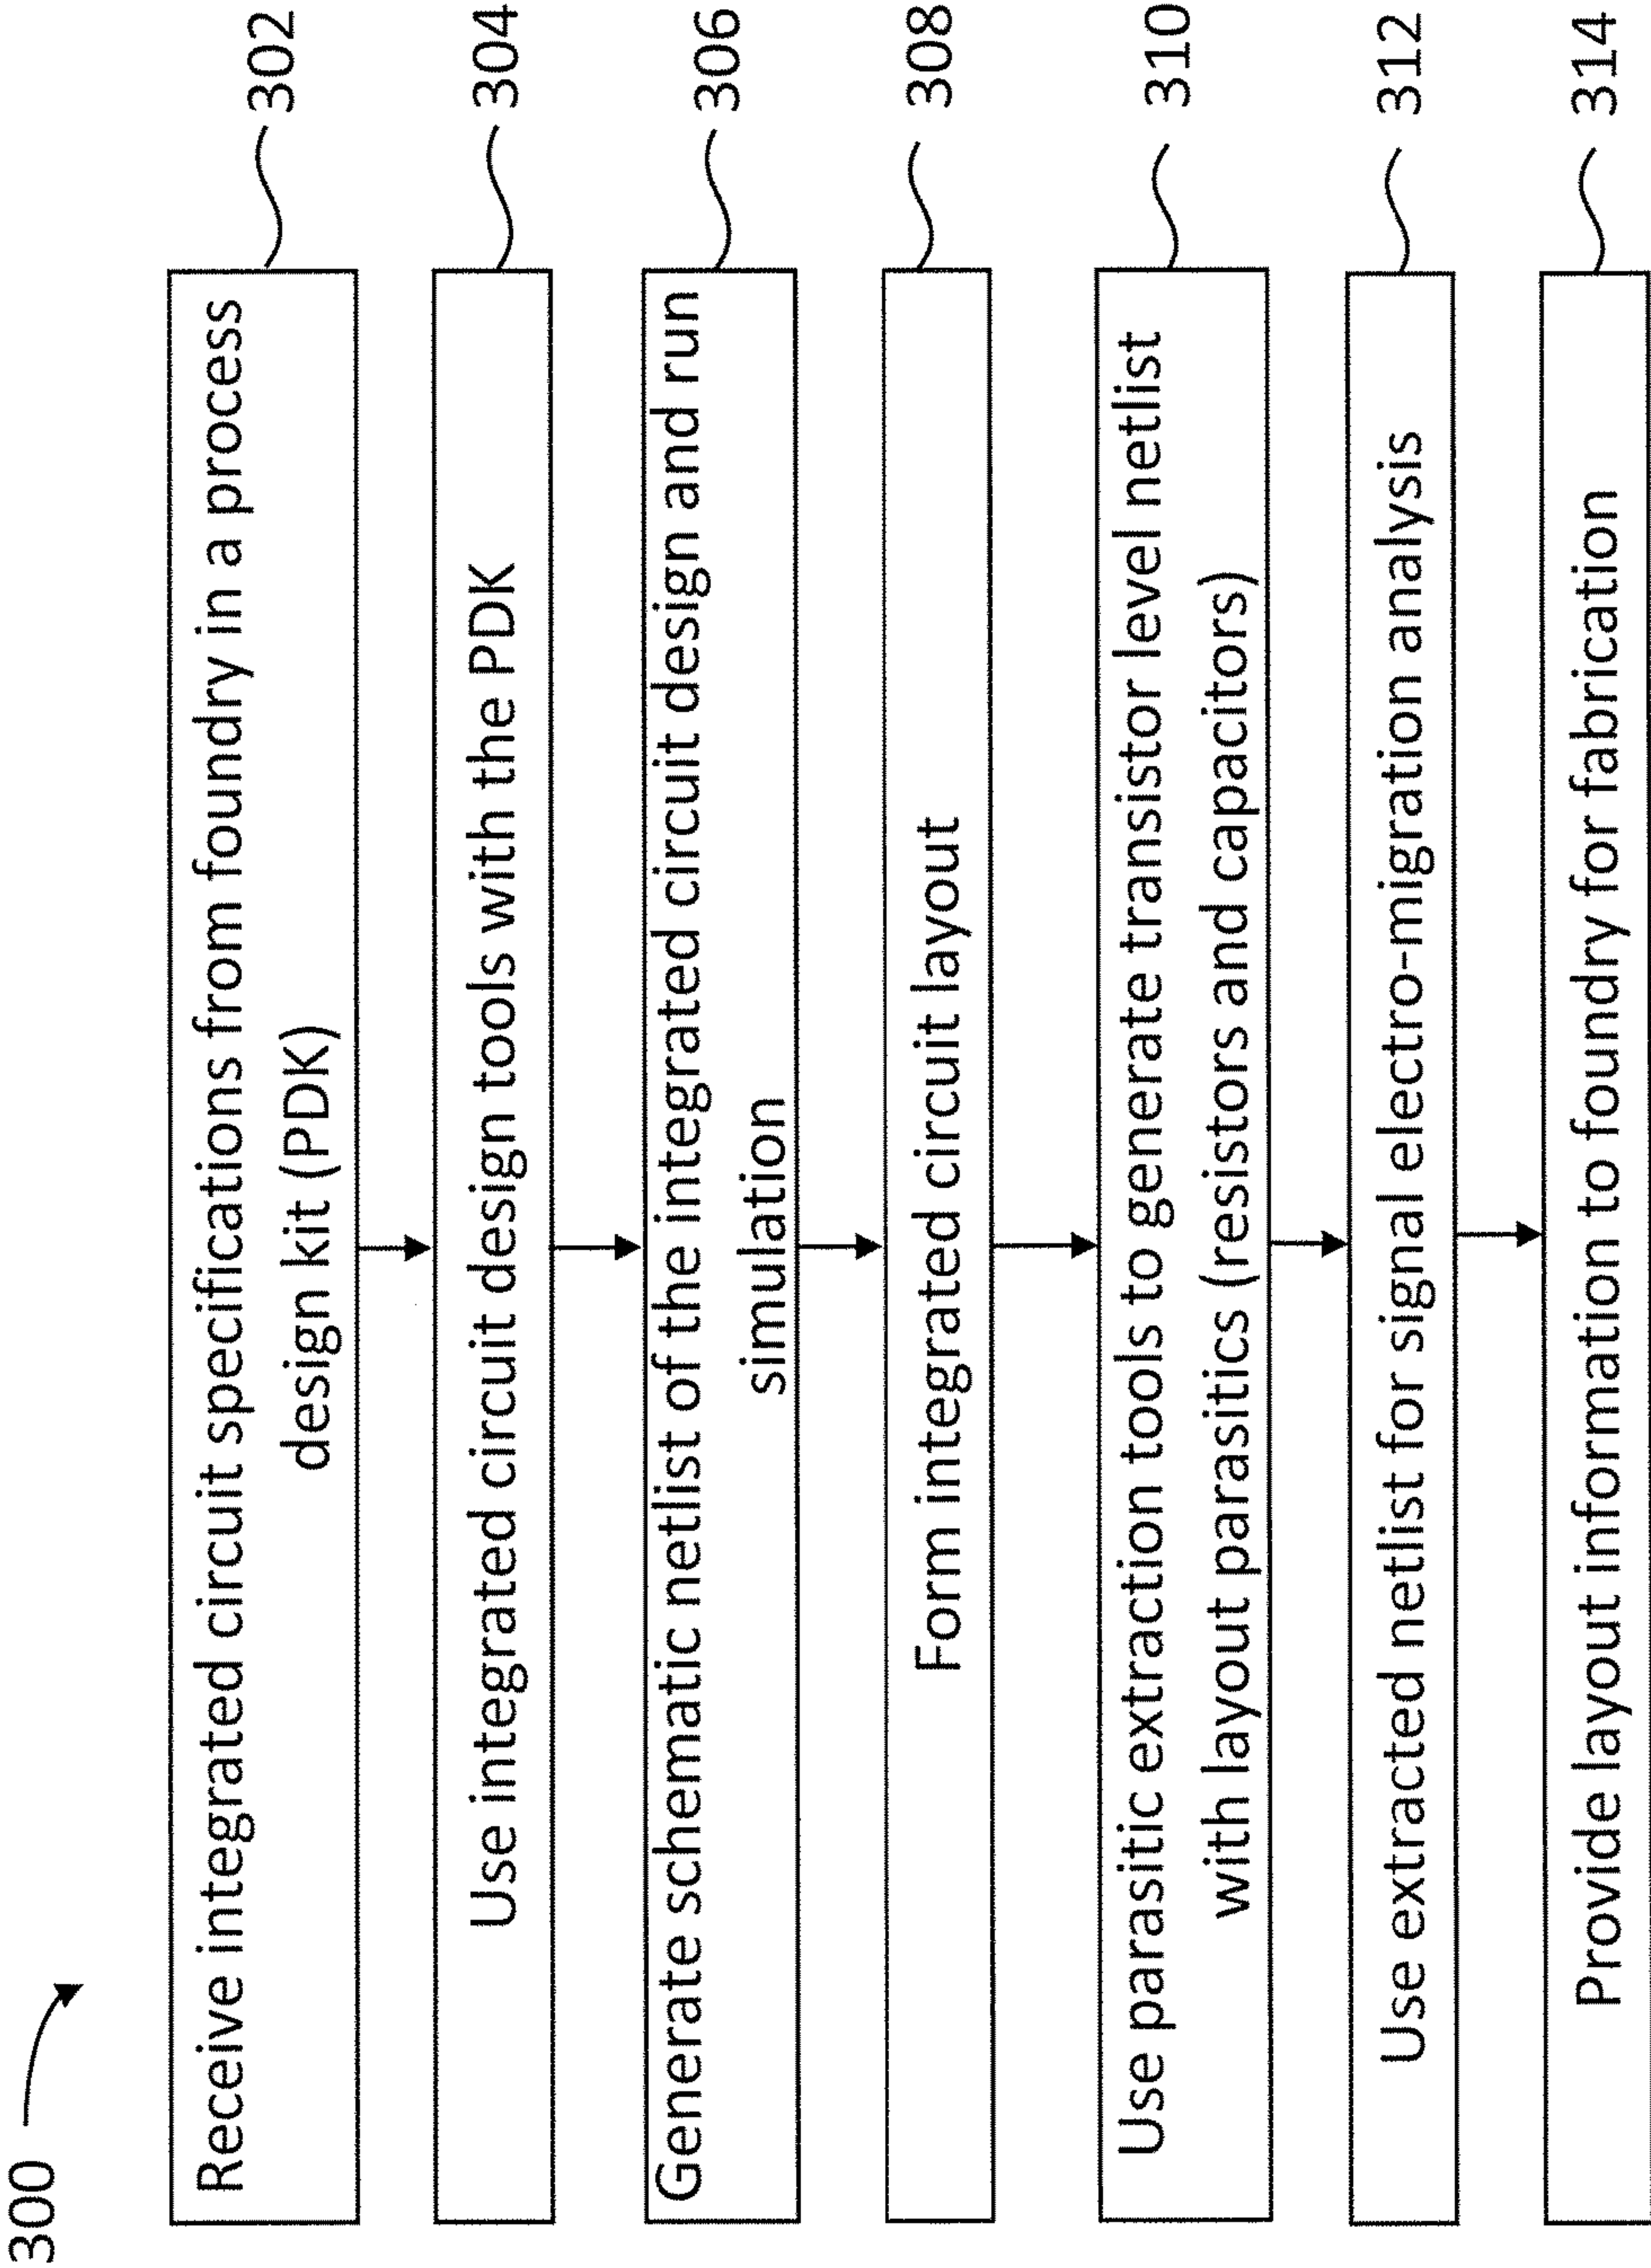 300
Receive integrated circuit specifications from foundry in a process
design kit (PDK)
302
Use integrated circuit design tools with the PDK
304
Generate schematic netlist of the integrated circuit design and run
simulation
306
Form integrated circuit layout
308
Use parasitic extraction tools to generate transistor level netlist
with layout parasitics (resistors and capacitors)
310
Use extracted netlist for signal electro-migration analysis
312
Provide layout information to foundry for fabrication
314